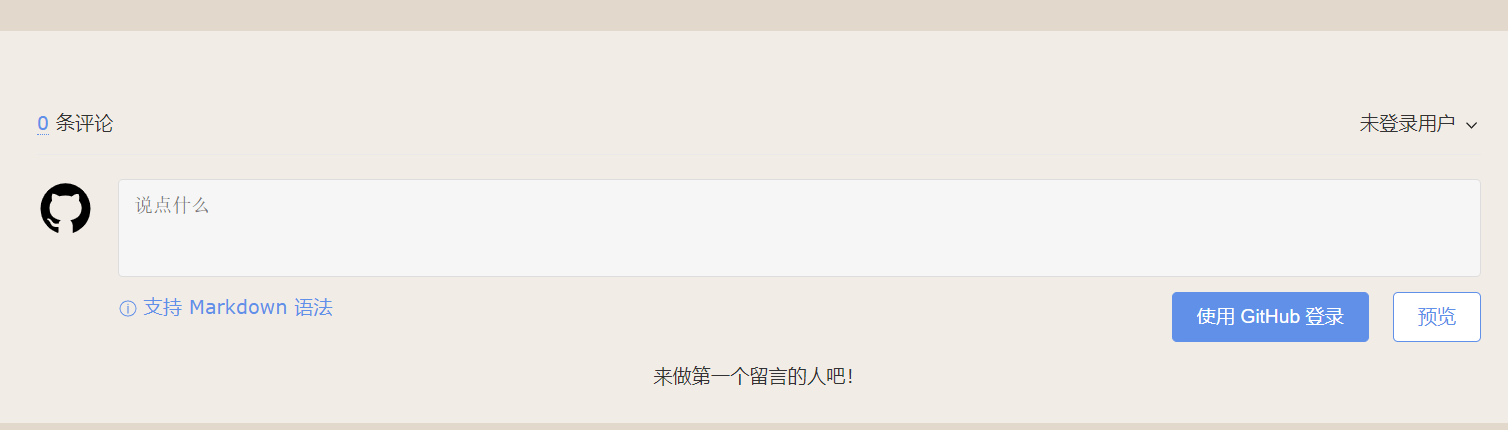 0 条评论
未登录用户
说点什么
支持 Markdown 语法
使用 GitHub 登录
预览
来做第一个留言的人吧！